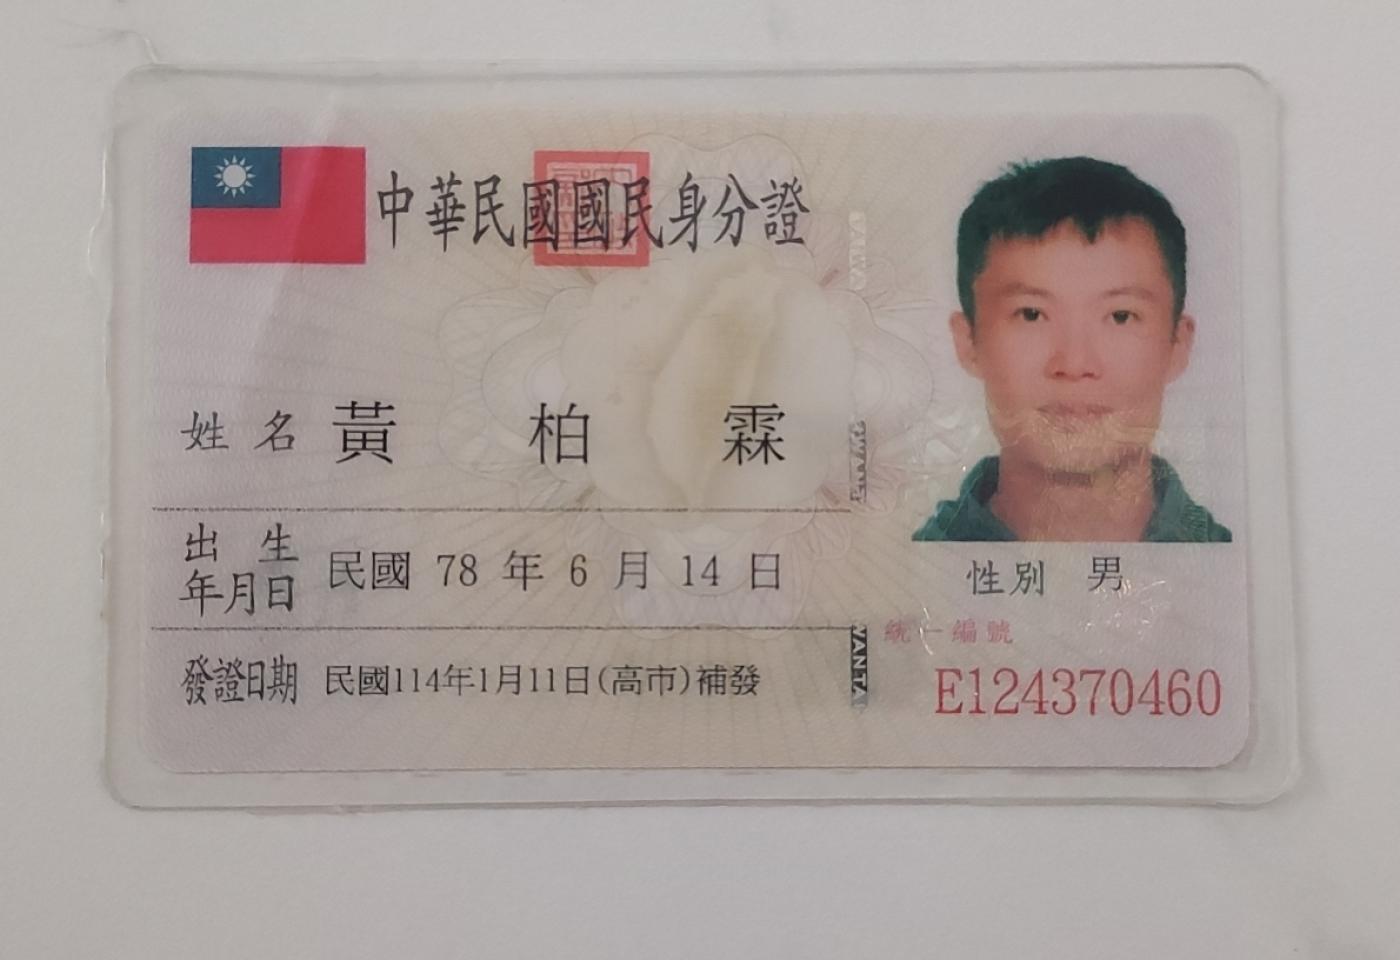 中華民國國民身分證
姓名 黃柏霖
出生年月日 民國 78 年 6 月 14 日
發證日期 民國114年1月11日(高市)補發
性別 男
統一編號
E124370460